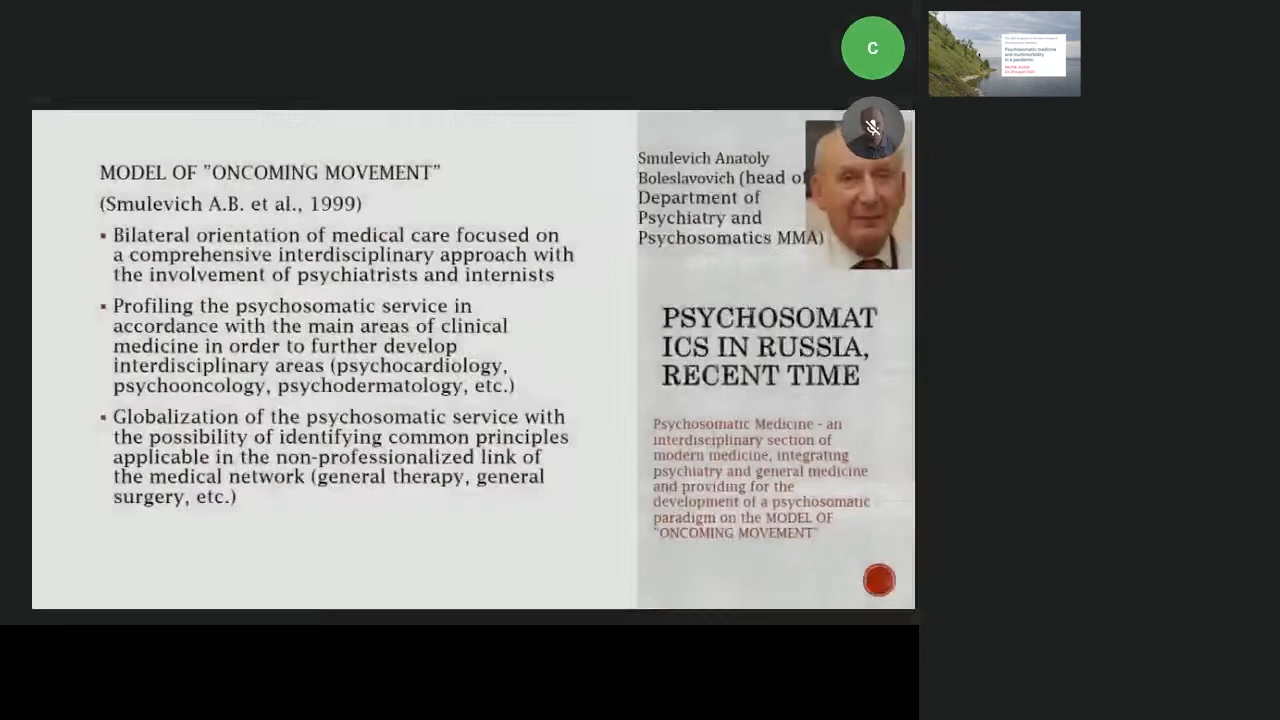 C
MODEL OF "ONCOMING MOVEMENT"
(Smulevich A.B. et al., 1999)
▪ Bilateral orientation of medical care focused on
a comprehensive interdisciplinary approach with
the involvement of psychiatrists and internists
▪ Profiling the psychosomatic service in
accordance with the main areas of clinical
medicine in order to further develop
interdisciplinary areas (psychocardiology,
psychooncology, psychodermatology, etc.)
▪ Globalization of the psychosomatic service with
the possibility of identifying common principles
applicable in the non-professionalized link of
the medical network (general therapy, general
surgery, etc.)
Smulevich Anatoly
Boleslavovich (head of
Department of
Psychiatry and
Psychosomatics MMA)
PSYCHOSOMAT
ICS IN RUSSIA,
RECENT TIME
Psychosomatic Medicine - an
interdisciplinary section of
modern medicine, integrating
psychiatry and general medicine
and providing for the
development of a psychosomatic
paradigm on the MODEL OF
"ONCOMING MOVEMENT"
Psychosomatic medicine
and multimorbidity
in a pandemic